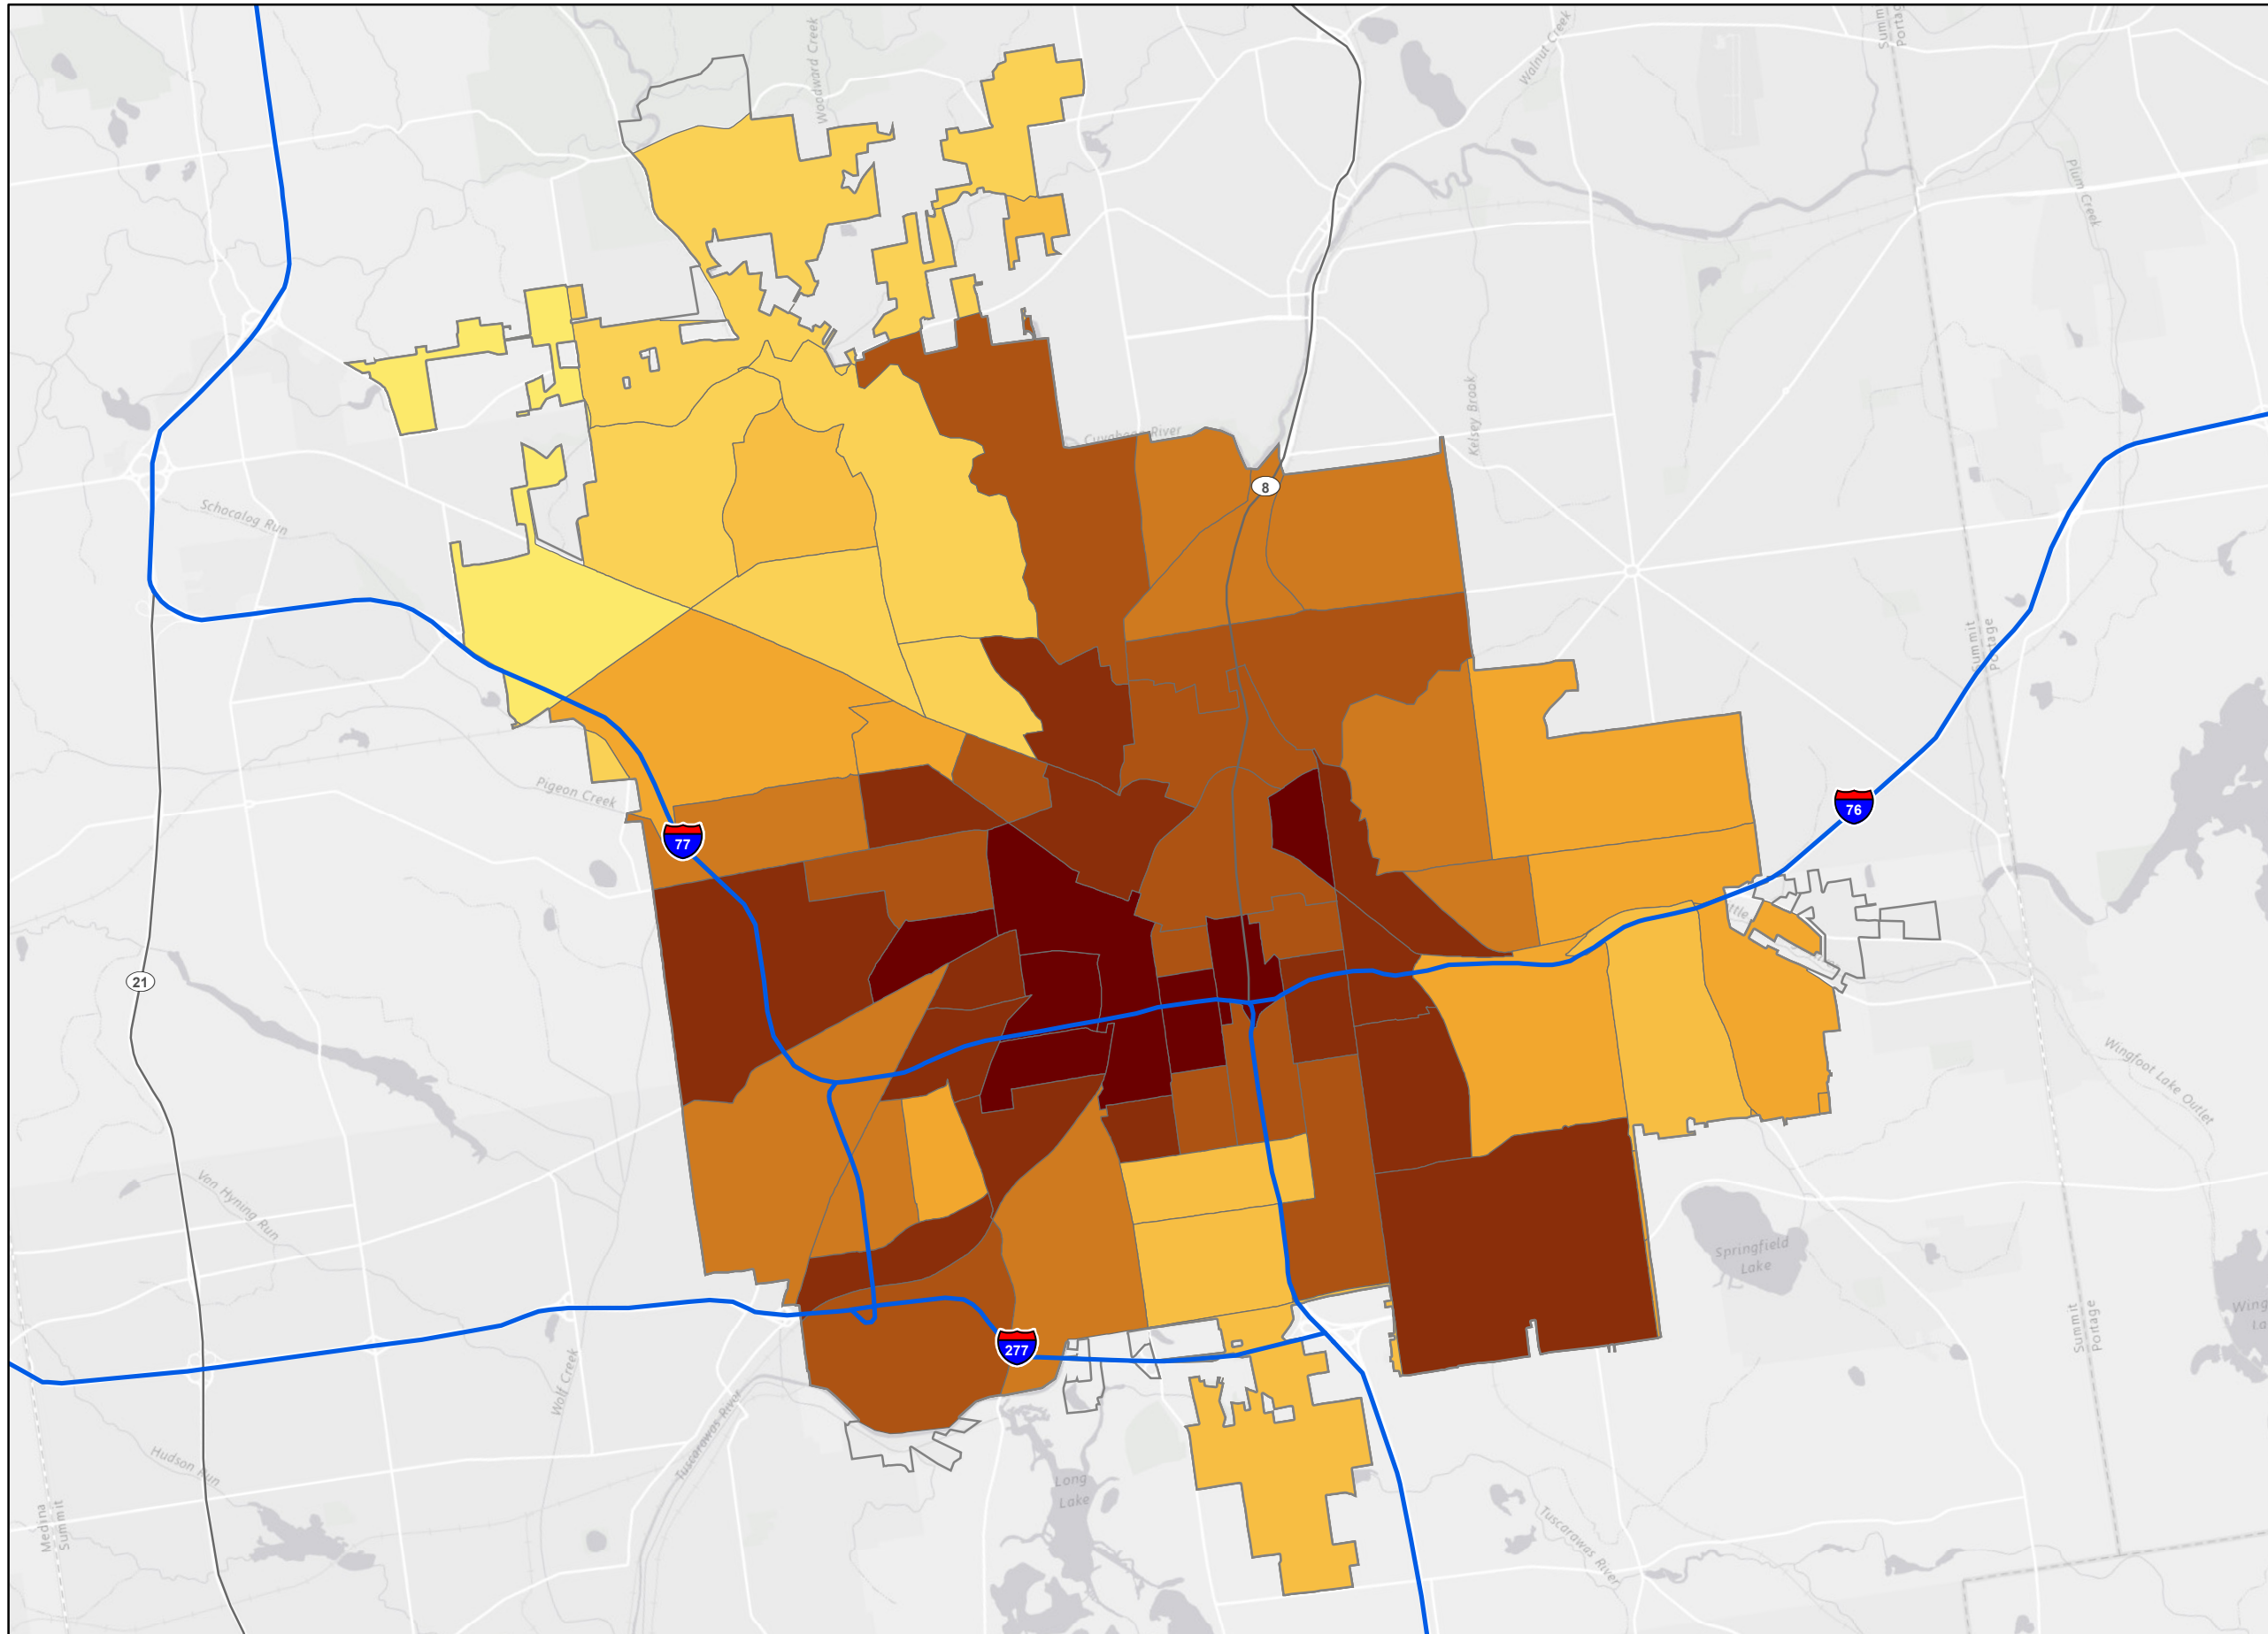 Woodward Creek
Walnut Creek
Summit
Portage
Plum Creek
Cuyahoga River
Kelsey Brook
8
Schocalog Run
Summit
Portage
Pigeon Creek
77
76
21
Wingfoot Lake Outlet
Von Hyning Run
Springfield
Lake
277
Wolf Creek
Summit
Portage
Tuscarawas River
Hudson Run
Long
Lake
Medina
Summit
Tuscarawas River